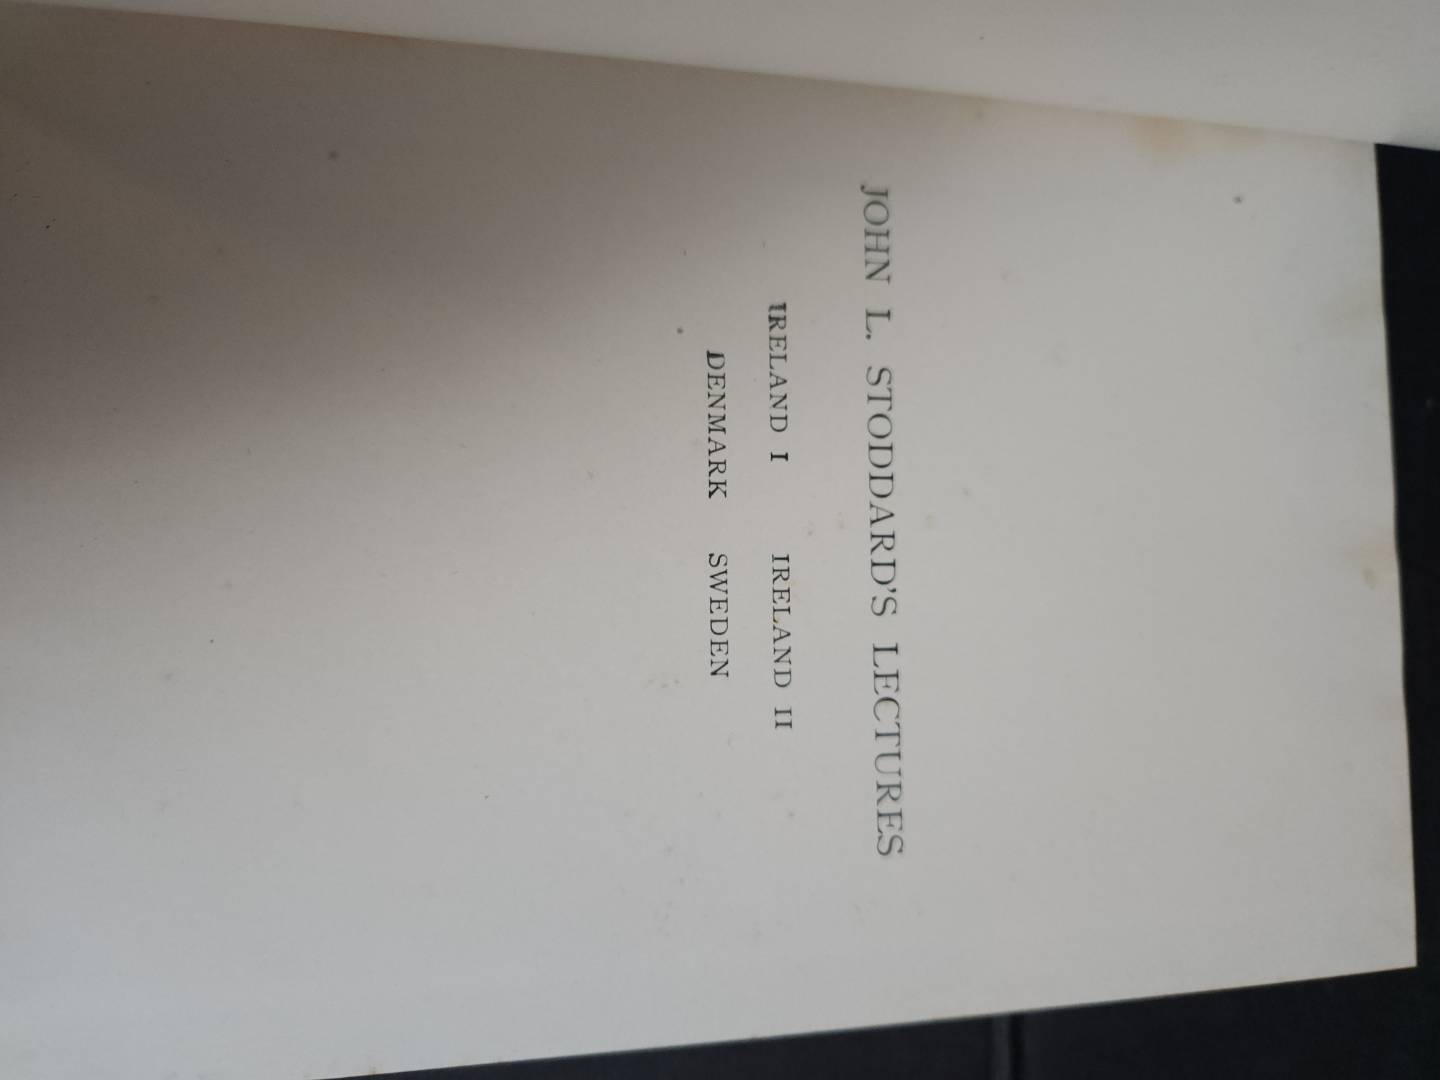 JOHN L. STODDARD'S LECTURES
IRELAND I IRELAND II
DENMARK SWEDEN